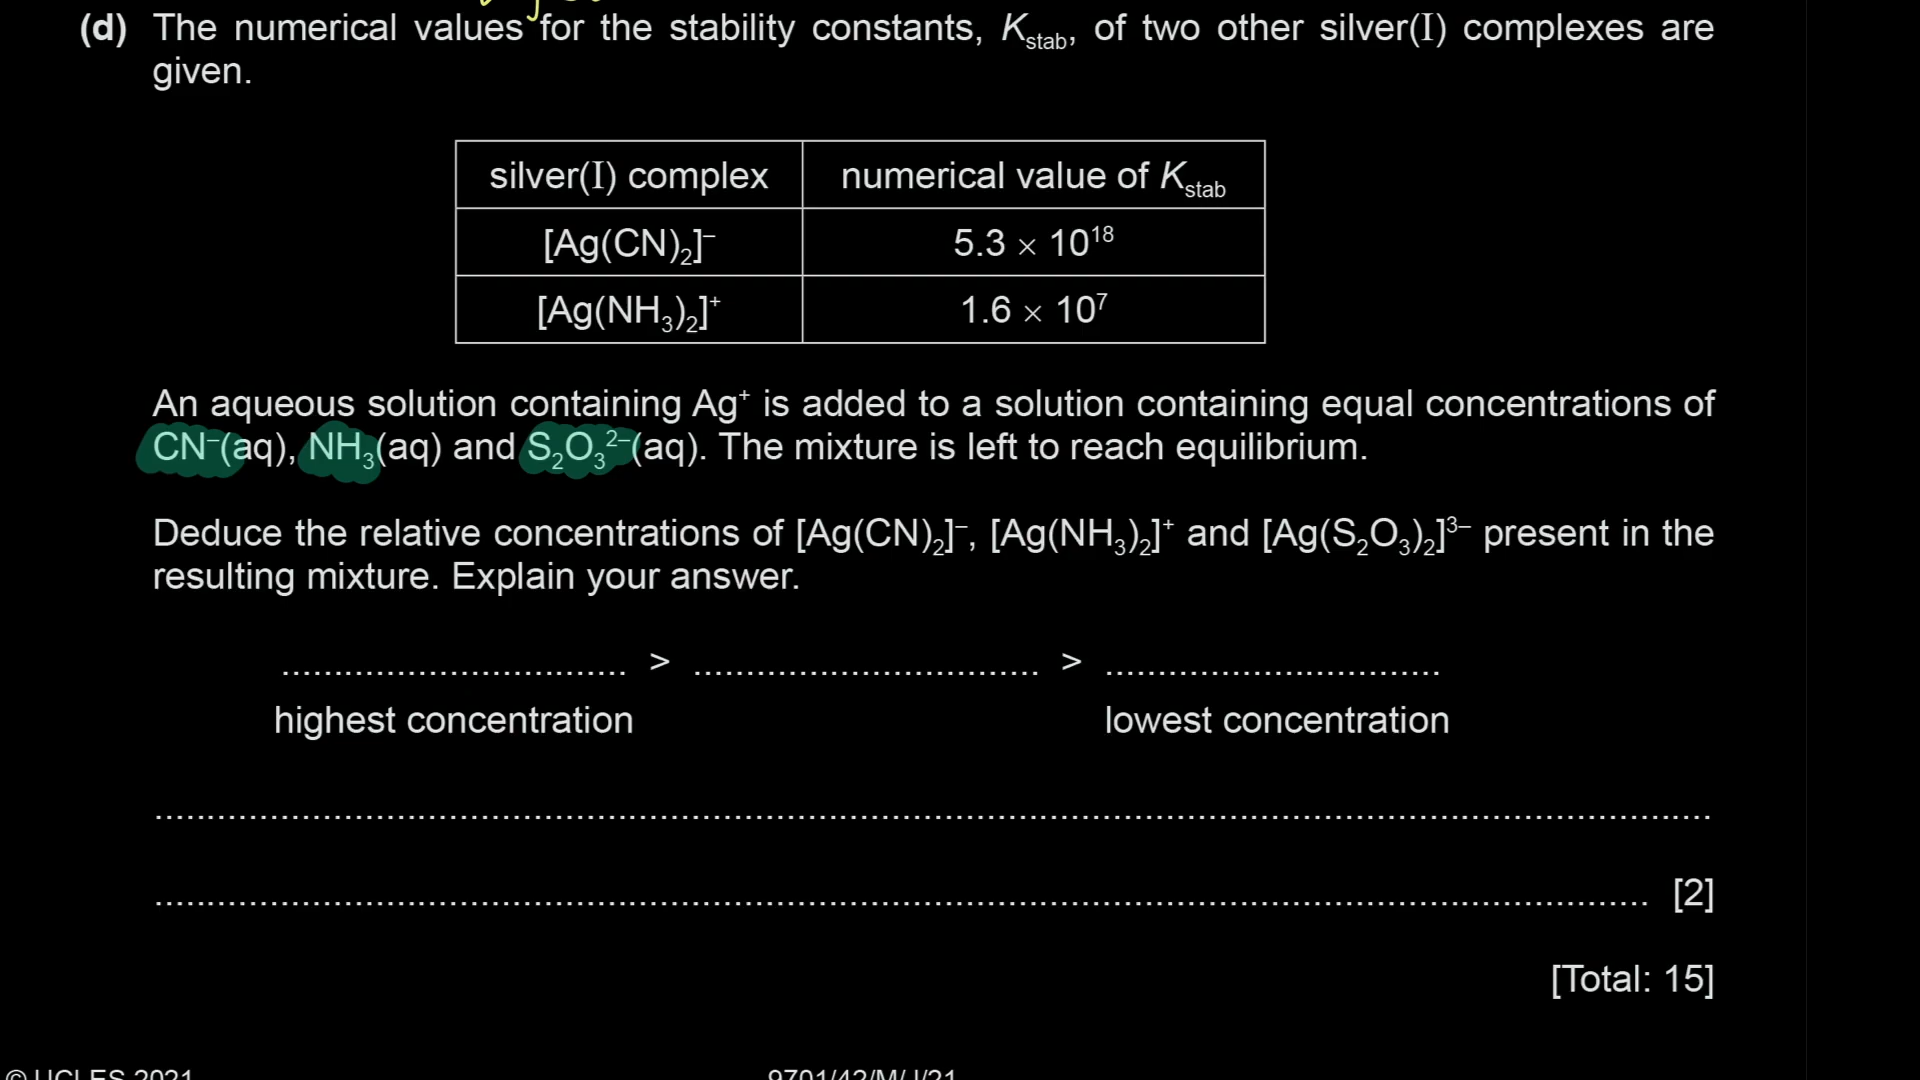 (d) The numerical values for the stability constants, Kstab, of two other silver(I) complexes are
given.
silver(I) complex numerical value of Kstab
[Ag(CN)₂]⁻ 5.3 × 10¹⁸
[Ag(NH₃)₂]⁺ 1.6 × 10⁷
An aqueous solution containing Ag⁺ is added to a solution containing equal concentrations of
CN⁻(aq), NH₃(aq) and S₂O₃²⁻(aq). The mixture is left to reach equilibrium.
Deduce the relative concentrations of [Ag(CN)₂]⁻, [Ag(NH₃)₂]⁺ and [Ag(S₂O₃)₂]³⁻ present in the
resulting mixture. Explain your answer.
................................. > ................................. > ................................
highest concentration lowest concentration
....................................................................................................................................................
............................................................................................................................................. [2]
[Total: 15]
© UCLES 2021 9701/42/M/J/21